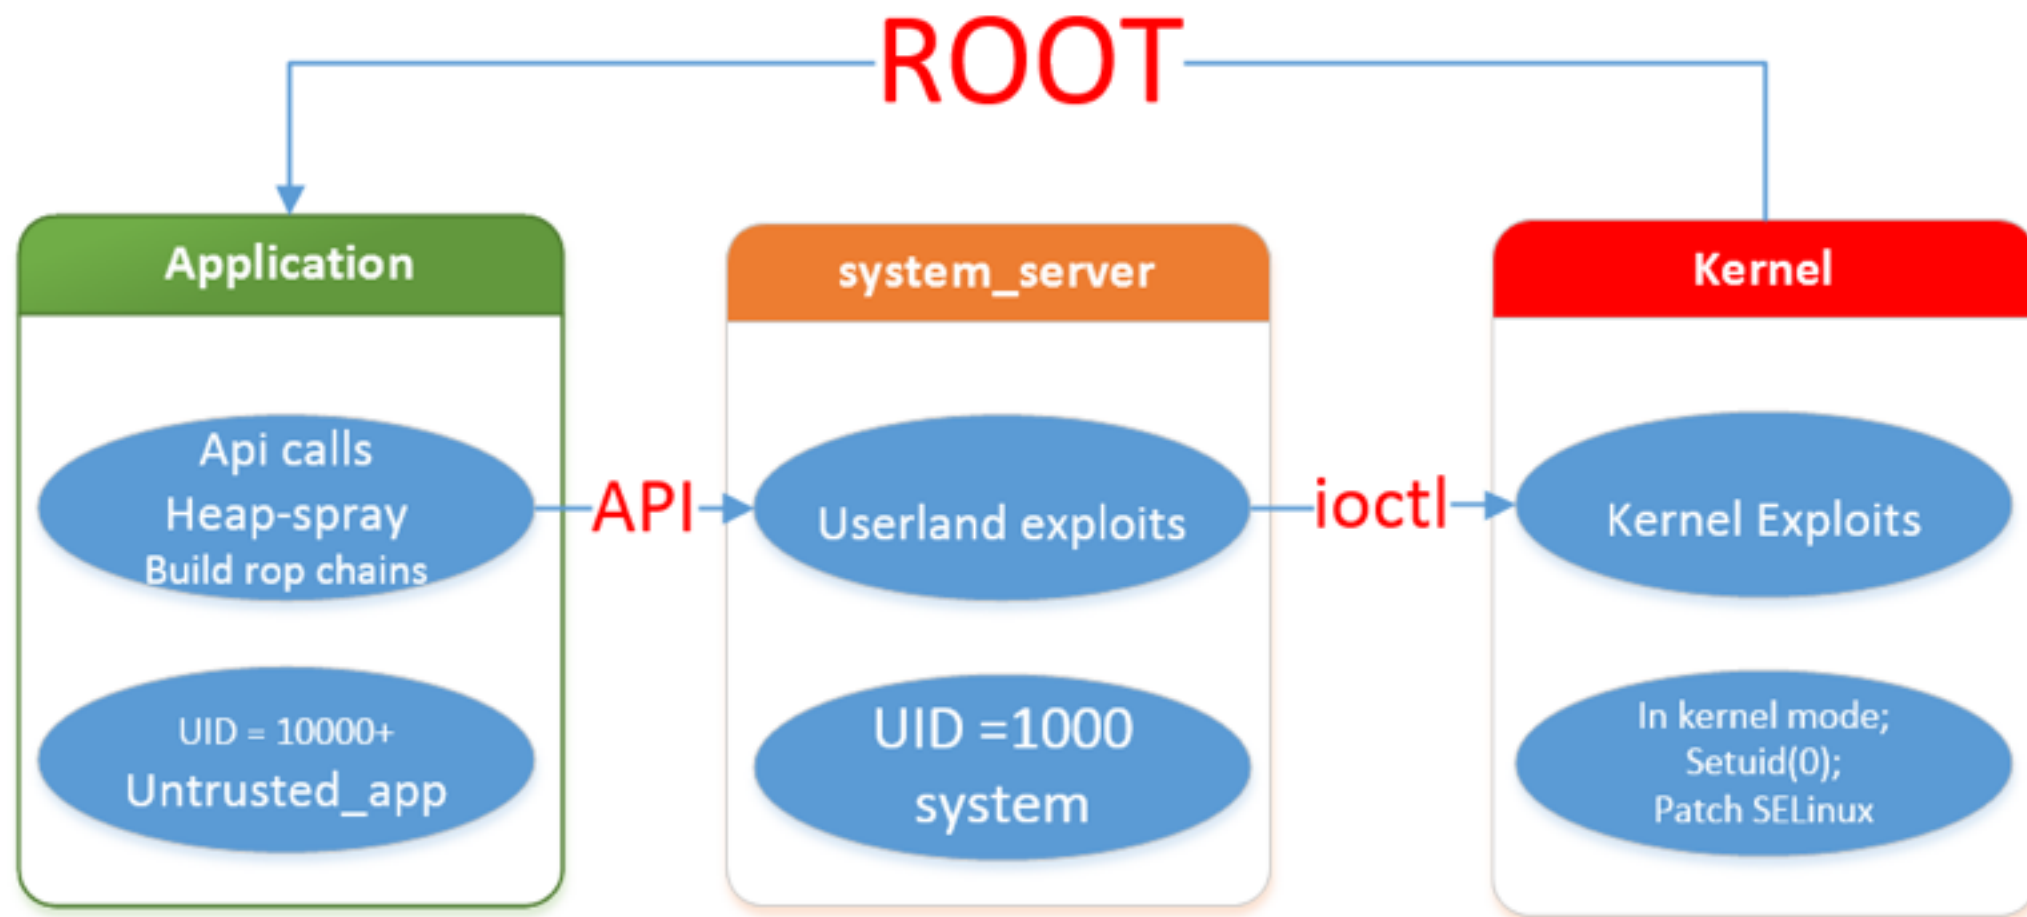 ROOT
Application
Api calls
Heap-spray
Build rop chains
UID = 10000+
Untrusted_app
API
system_server
Userland exploits
UID =1000
system
ioctl
Kernel
Kernel Exploits
In kernel mode;
Setuid(0);
Patch SELinux